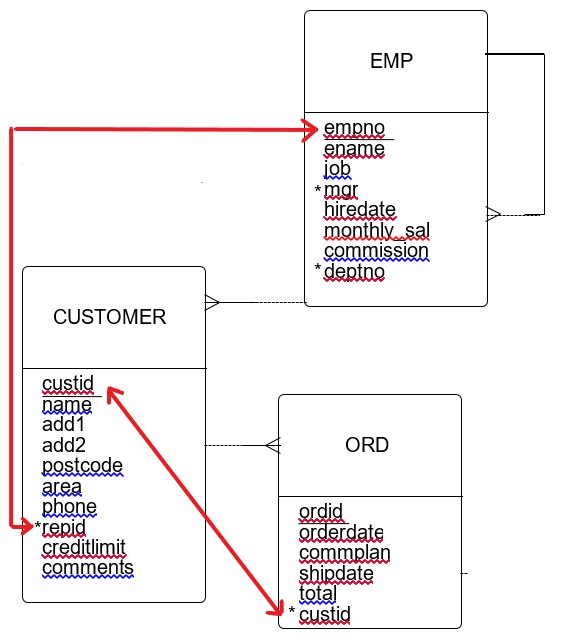 EMP
empno
ename
job
*mgr
hiredate
monthly_sal
commission
*deptno
CUSTOMER
custid
name
add1
add2
postcode
area
phone
*repid
creditlimit
comments
ORD
ordid
orderdate
commplan
shipdate
total
* custid